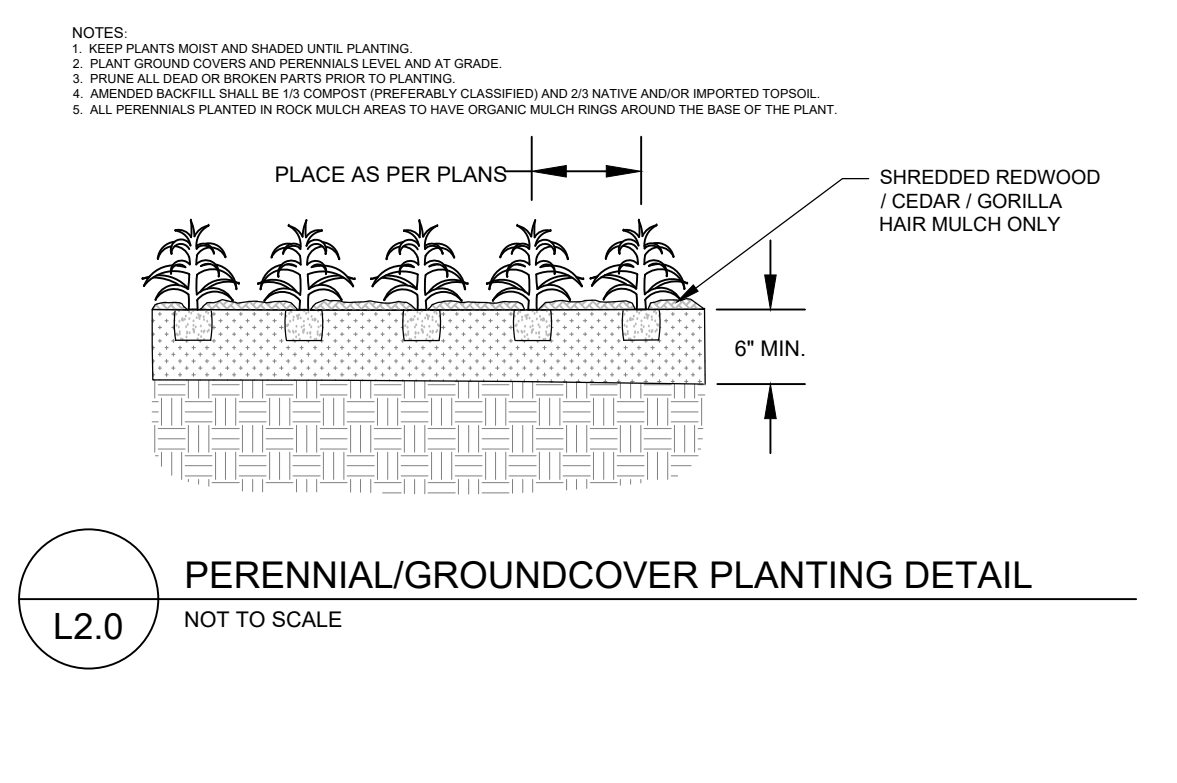 NOTES:
1. KEEP PLANTS MOIST AND SHADED UNTIL PLANTING.
2. PLANT GROUND COVERS AND PERENNIALS LEVEL AND AT GRADE.
3. PRUNE ALL DEAD OR BROKEN PARTS PRIOR TO PLANTING.
4. AMENDED BACKFILL SHALL BE 1/3 COMPOST (PREFERABLY CLASSIFIED) AND 2/3 NATIVE AND/OR IMPORTED TOPSOIL.
5. ALL PERENNIALS PLANTED IN ROCK MULCH AREAS TO HAVE ORGANIC MULCH RINGS AROUND THE BASE OF THE PLANT.
PLACE AS PER PLANS
SHREDDED REDWOOD
/ CEDAR / GORILLA
HAIR MULCH ONLY
6" MIN.
PERENNIAL/GROUNDCOVER PLANTING DETAIL
L2.0
NOT TO SCALE